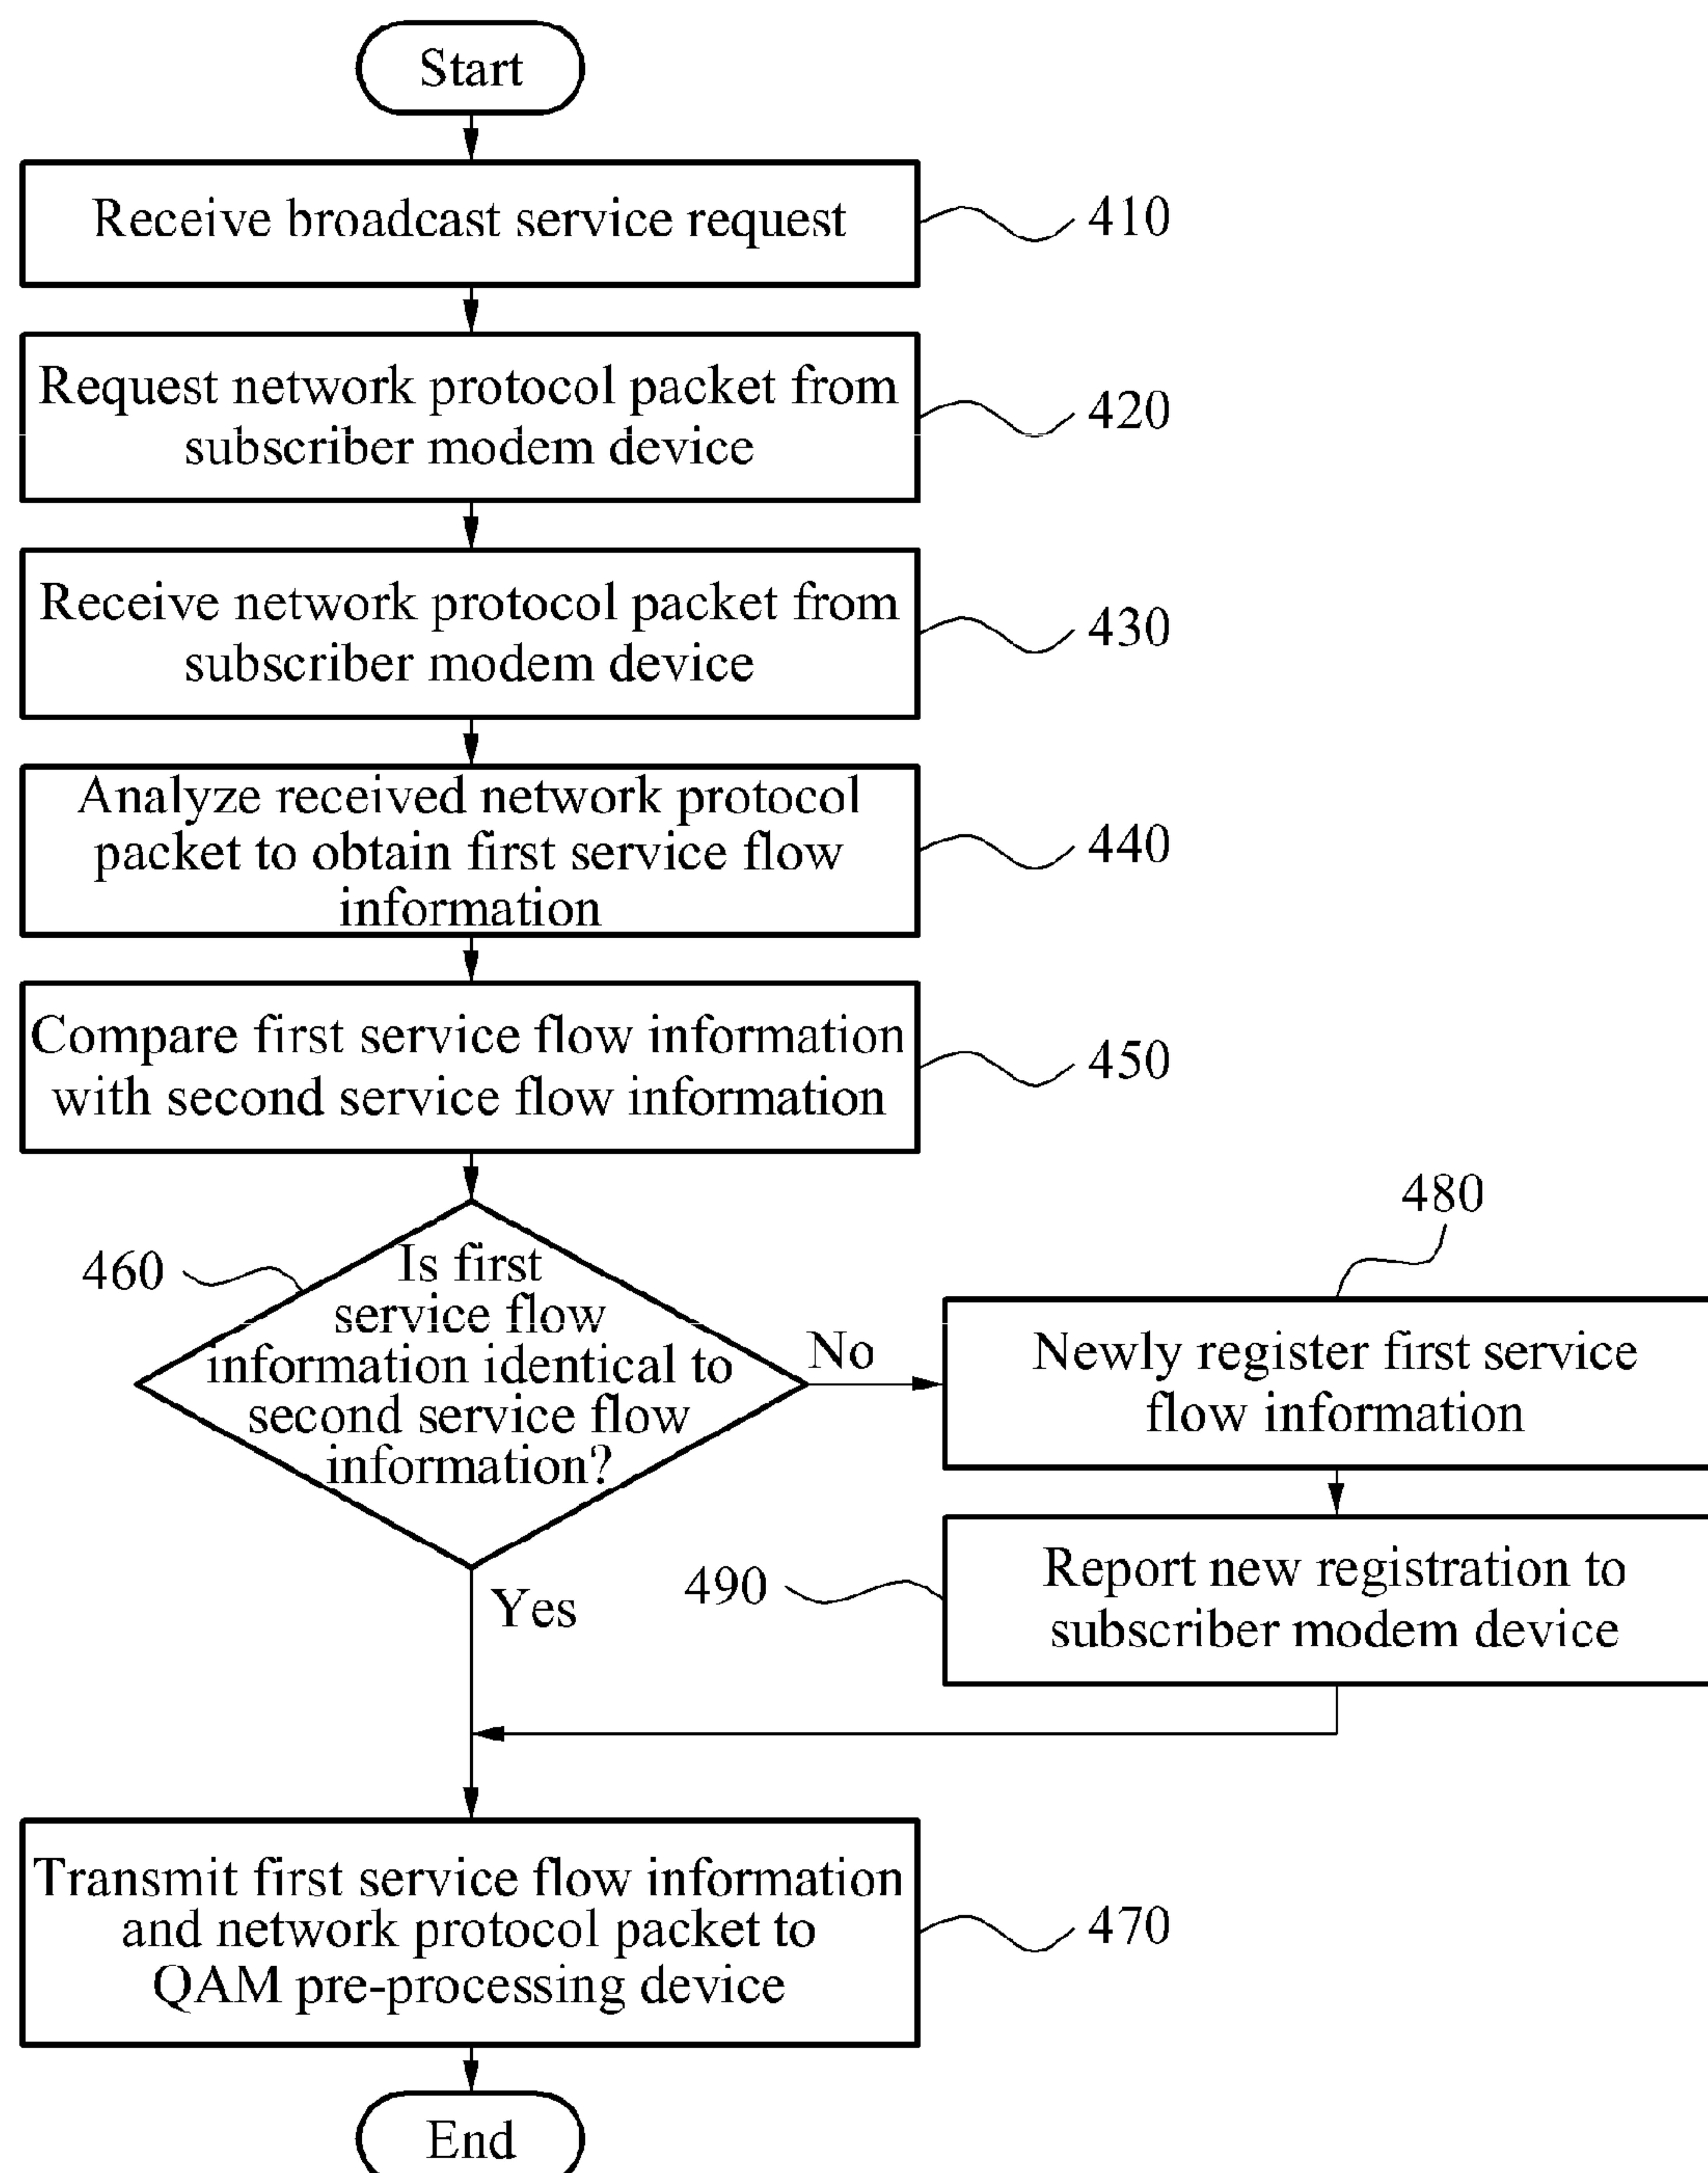 Start
Receive broadcast service request
410
Request network protocol packet from
subscriber modem device
420
Receive network protocol packet from
subscriber modem device
430
Analyze received network protocol
packet to obtain first service flow
information
440
Compare first service flow information
with second service flow information
450
460
Is first
service flow
information identical to
second service flow
information?
No
Yes
480
Newly register first service
flow information
490
Report new registration to
subscriber modem device
Transmit first service flow information
and network protocol packet to
QAM pre-processing device
470
End